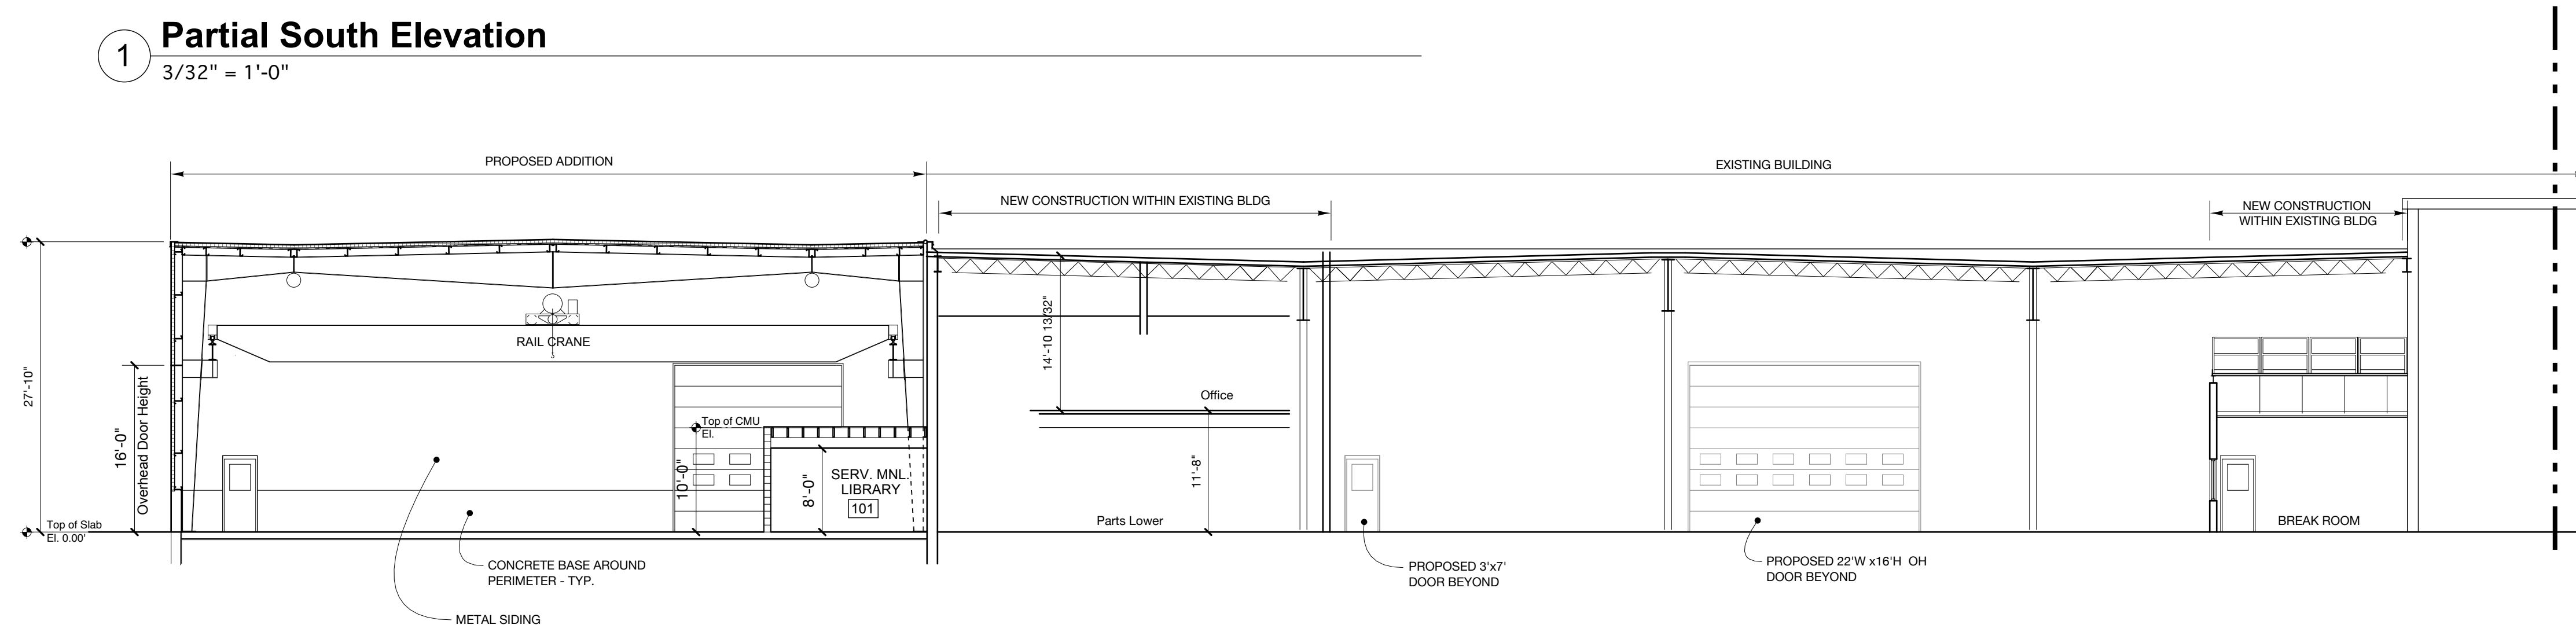 1
Partial South Elevation
3/32" = 1'-0"
PROPOSED ADDITION
EXISTING BUILDING
NEW CONSTRUCTION WITHIN EXISTING BLDG
NEW CONSTRUCTION
WITHIN EXISTING BLDG
27'-10"
16'-0"
Overhead Door Height
RAIL CRANE
14'-10 13/32"
Office
Top of CMU
El.
10'-0"
8'-0"
SERV. MNL.
LIBRARY
101
11'-8"
Parts Lower
BREAK ROOM
Top of Slab
El. 0.00'
CONCRETE BASE AROUND
PERIMETER - TYP.
METAL SIDING
PROPOSED 3'x7'
DOOR BEYOND
PROPOSED 22'W x16'H OH
DOOR BEYOND